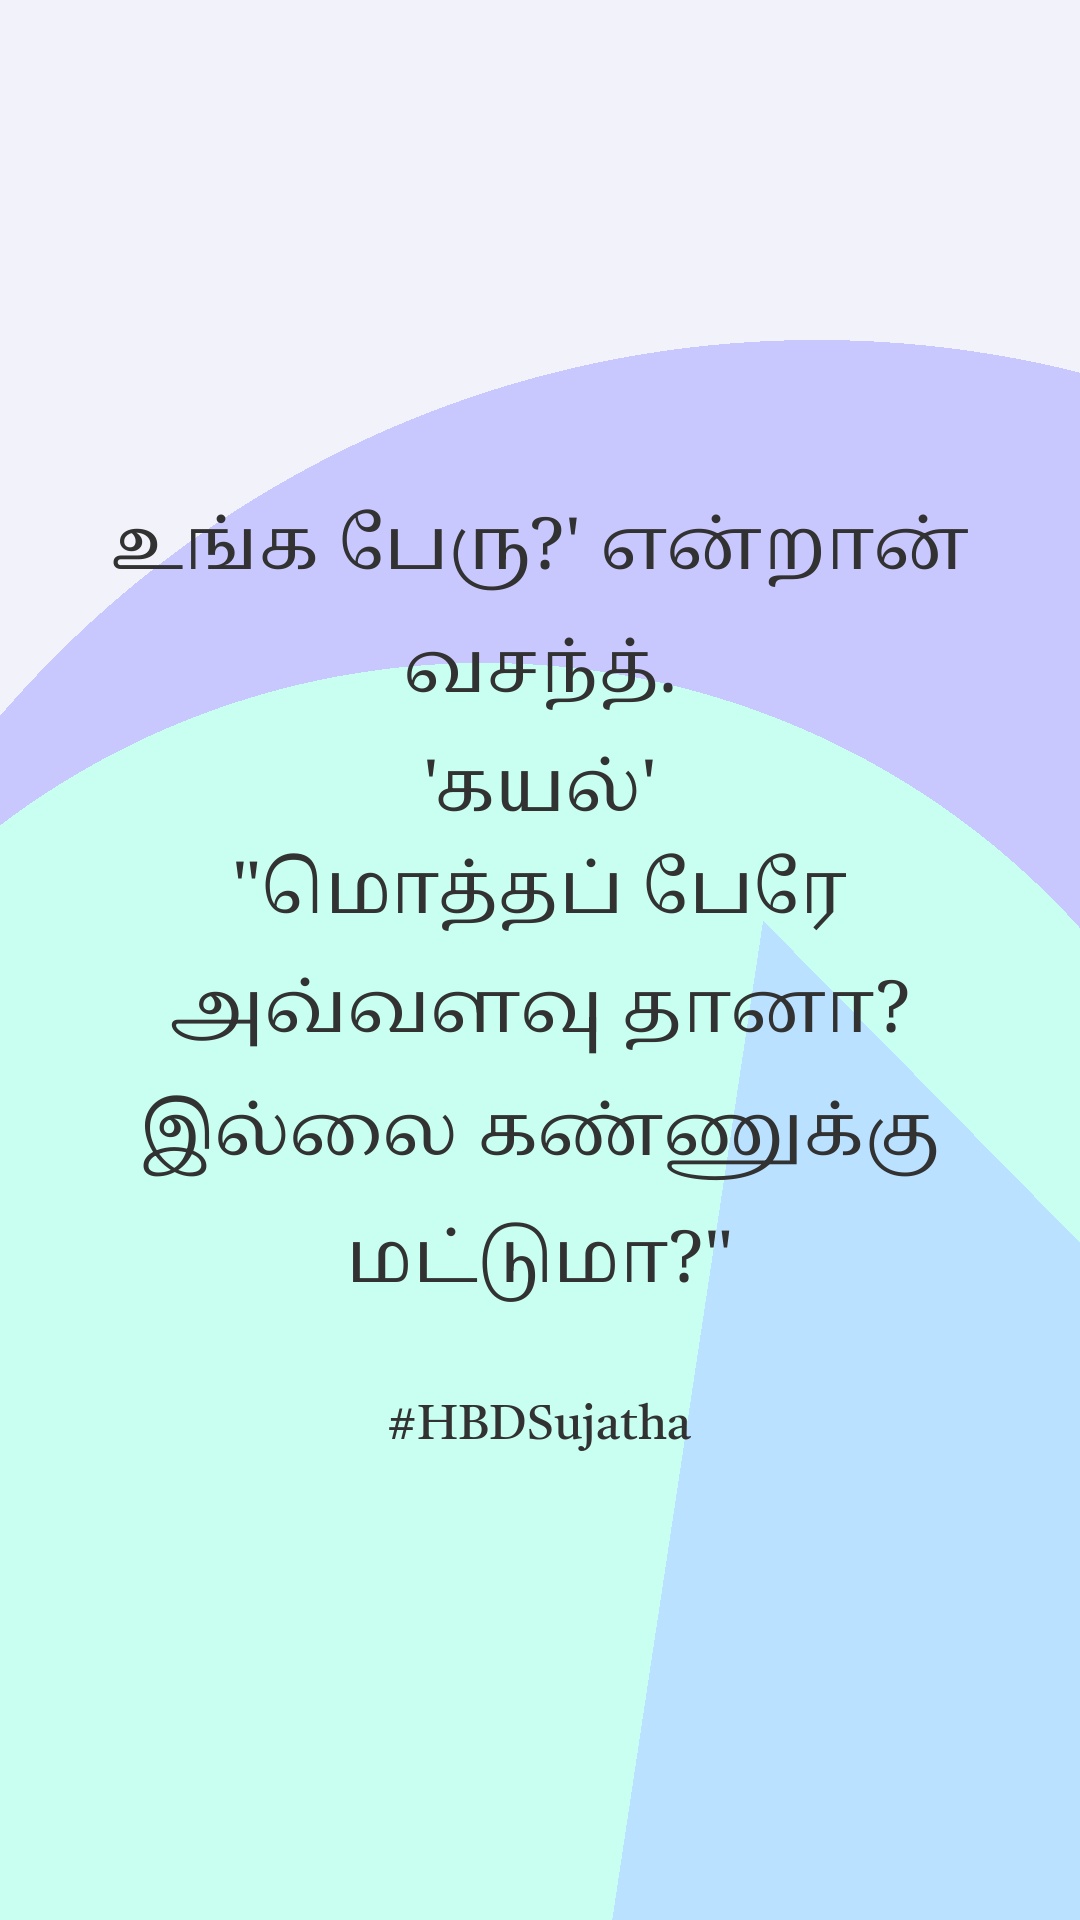 உங்க பேரு?' என்றான்
வசந்த்.
'கயல்'
"மொத்தப் பேரே
அவ்வளவு தானா?
இல்லை கண்ணுக்கு
மட்டுமா?"
#HBDSujatha